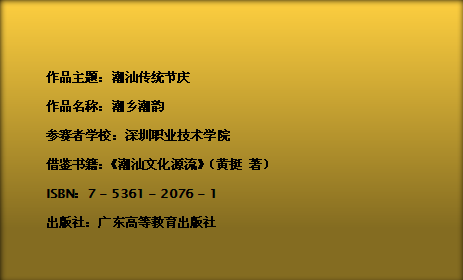 作品主题：潮汕传统节庆
作品名称：潮乡潮韵
参赛者学校：深圳职业技术学院
借鉴书籍：《潮汕文化源流》（黄挺 著）
ISBN：7－5361－2076－1
出版社：广东高等教育出版社